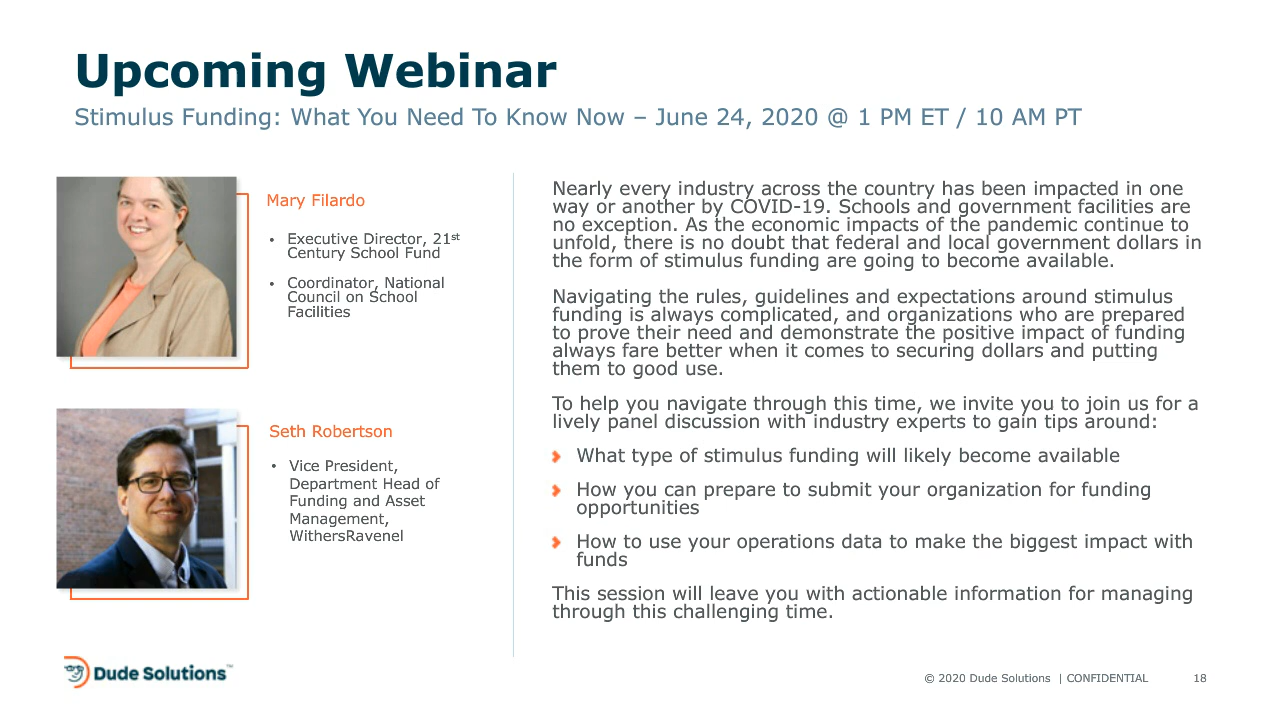 Upcoming Webinar
Stimulus Funding: What You Need To Know Now – June 24, 2020 @ 1 PM ET / 10 AM PT
Mary Filardo
• Executive Director, 21st
Century School Fund
• Coordinator, National
Council on School
Facilities
Seth Robertson
• Vice President,
Department Head of
Funding and Asset
Management,
WithersRavenel
Nearly every industry across the country has been impacted in one
way or another by COVID-19. Schools and government facilities are
no exception. As the economic impacts of the pandemic continue to
unfold, there is no doubt that federal and local government dollars in
the form of stimulus funding are going to become available.
Navigating the rules, guidelines and expectations around stimulus
funding is always complicated, and organizations who are prepared
to prove their need and demonstrate the positive impact of funding
always fare better when it comes to securing dollars and putting
them to good use.
To help you navigate through this time, we invite you to join us for a
lively panel discussion with industry experts to gain tips around:
What type of stimulus funding will likely become available
How you can prepare to submit your organization for funding
opportunities
How to use your operations data to make the biggest impact with
funds
This session will leave you with actionable information for managing
through this challenging time.
Dude Solutions™
© 2020 Dude Solutions | CONFIDENTIAL 18